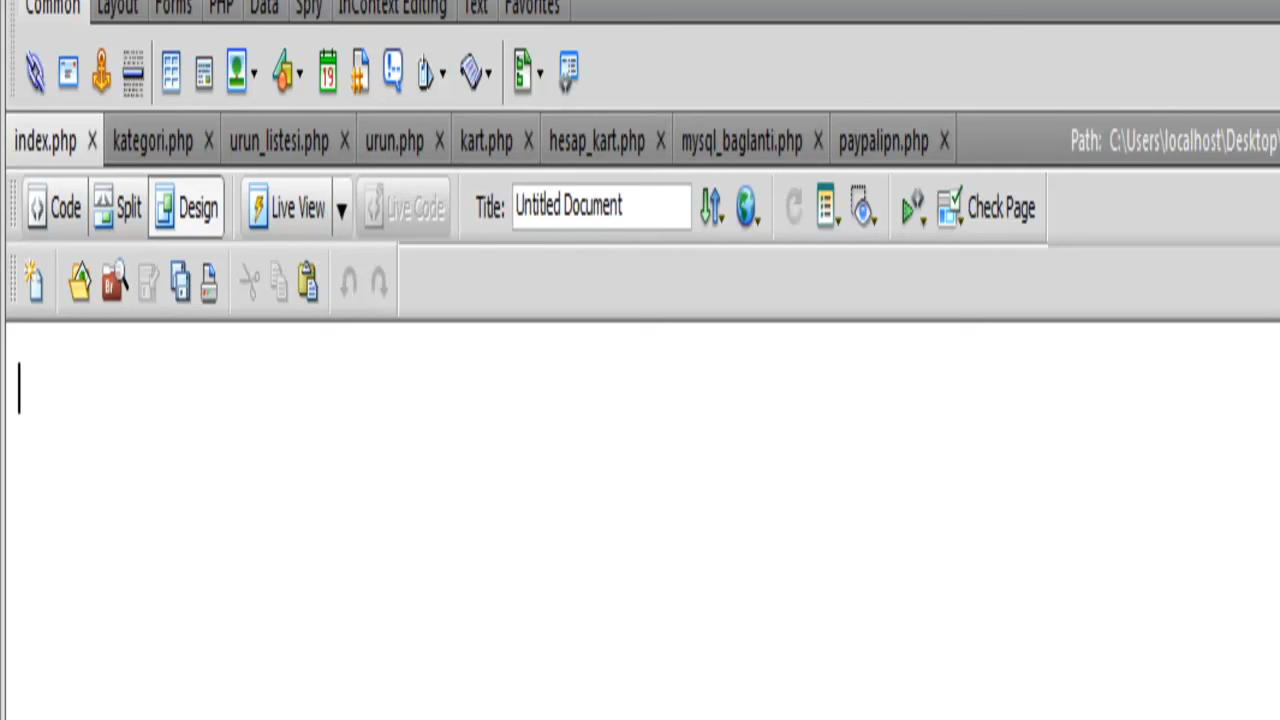 Common Layout Forms PHP Data Spry InContext Editing Text Favorites
19
index.php kategori.php urun_listesi.php urun.php kart.php hesap_kart.php mysql_baglanti.php paypalipn.php Path: C:\Users\localhost\Desktop\
Code Split Design Live View Live Code Title: Untitled Document Check Page
Br